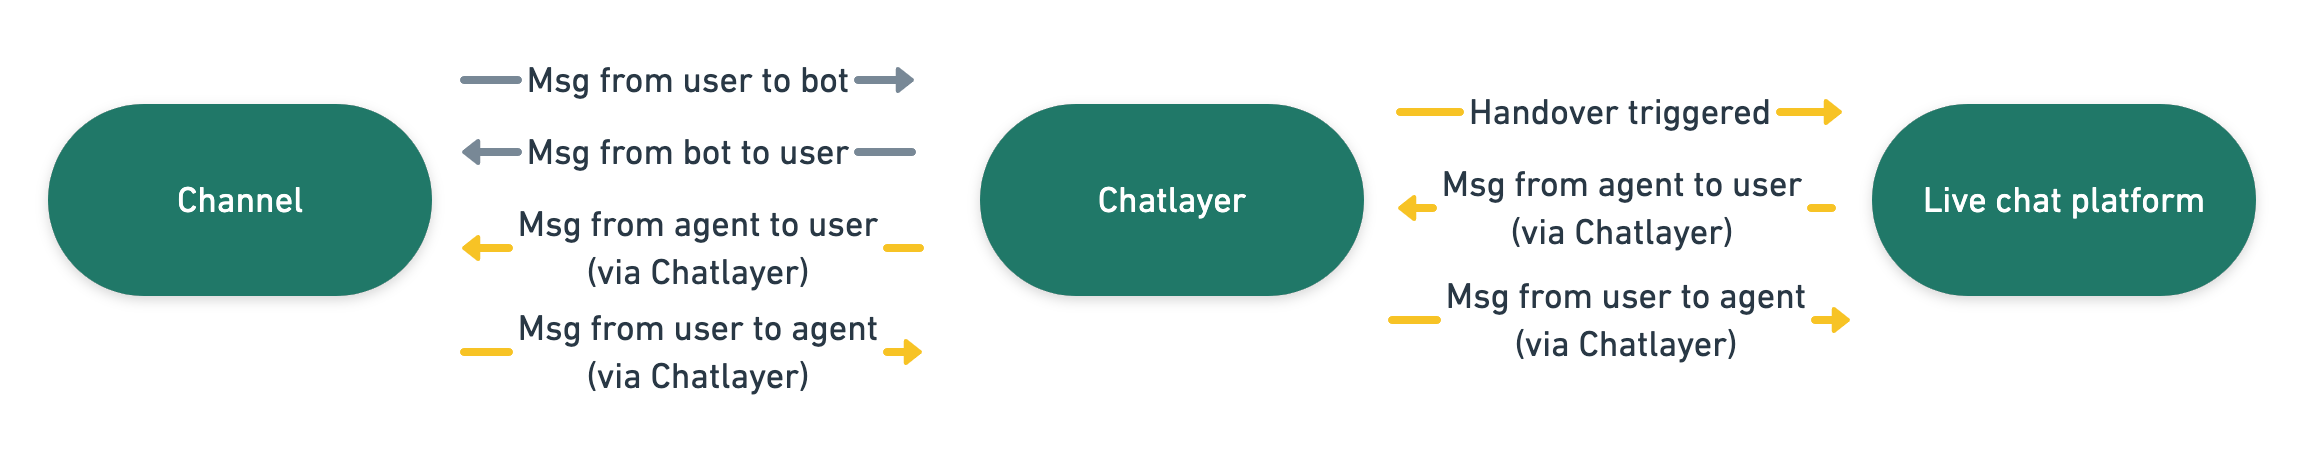 Channel
Msg from user to bot
Msg from bot to user
Msg from agent to user
(via Chatlayer)
Msg from user to agent
(via Chatlayer)
Chatlayer
Handover triggered
Msg from agent to user
(via Chatlayer)
Msg from user to agent
(via Chatlayer)
Live chat platform